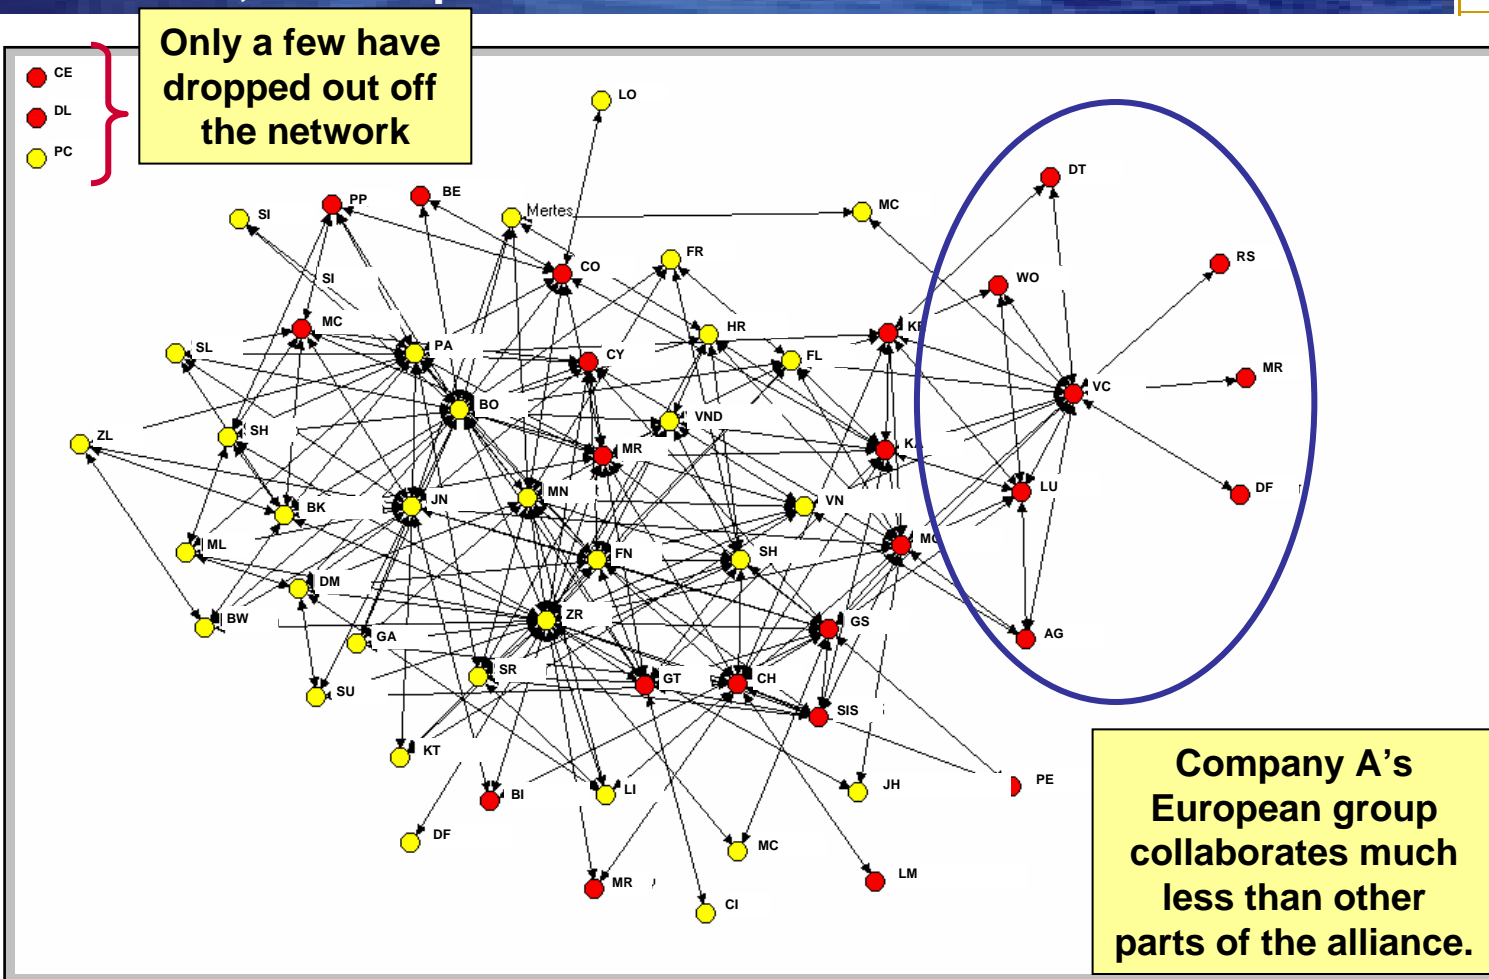 Only a few have
dropped out off
the network
CE
DL
PC
LO
DT
BE
PP
SI
Mertes
MC
FR
RS
CO
WO
SI
MC
HR
PA
SL
CY
FL
MR
VC
BO
VND
SH
ZL
MR
KA
LU
DF
MN
JN
BK
VN
ML
FN
SH
DM
BW
ZR
GS
AG
GA
SR
GT
CH
SU
SIS
KT
PE
JH
BI
LI
DF
MC
LM
MR
CI
Company A’s
European group
collaborates much
less than other
parts of the alliance.